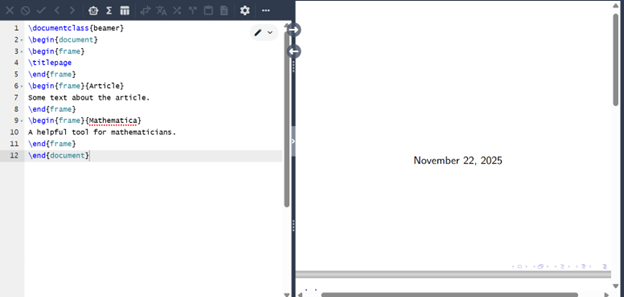 1 \documentclass{beamer}
2 \begin{document}
3 \begin{frame}
4 \titlepage
5 \end{frame}
6 \begin{frame}{Article}
7 Some text about the article.
8 \end{frame}
9 \begin{frame}{Mathematica}
10 A helpful tool for mathematicians.
11 \end{frame}
12 \end{document}
November 22, 2025